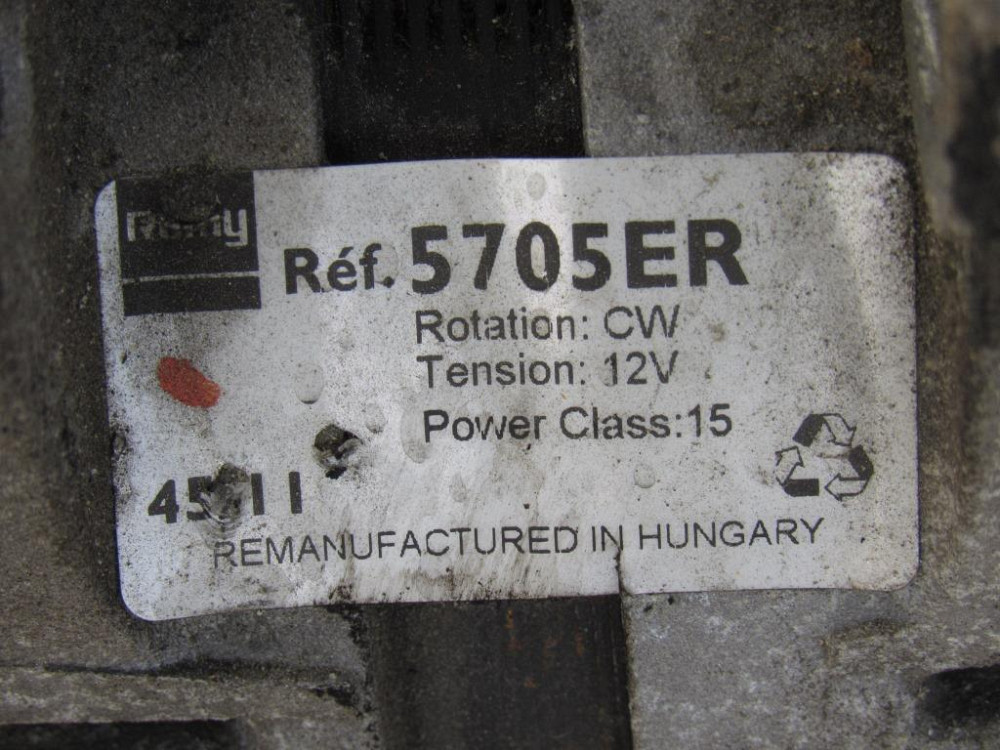 Remy
Réf. 5705ER
Rotation: CW
Tension: 12V
Power Class:15
REMANUFACTURED IN HUNGARY